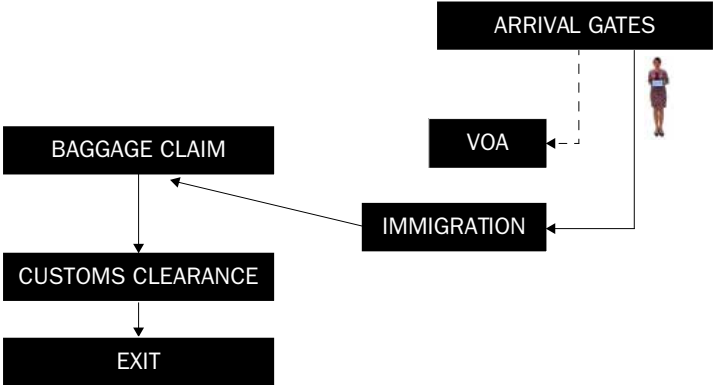 ARRIVAL GATES
VOA
BAGGAGE CLAIM
IMMIGRATION
CUSTOMS CLEARANCE
EXIT